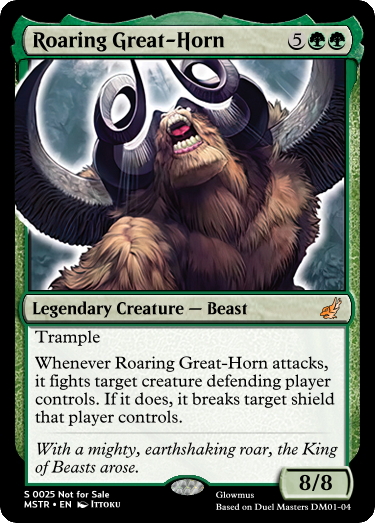 Roaring Great-Horn 5
Legendary Creature — Beast
Trample
Whenever Roaring Great-Horn attacks,
it fights target creature defending player
controls. If it does, it breaks target shield
that player controls.
With a mighty, earthshaking roar, the King
of Beasts arose.
8/8
S 0025 Not for Sale
MSTR • EN ITTOKU
Glowmus
Based on Duel Masters DM01-04